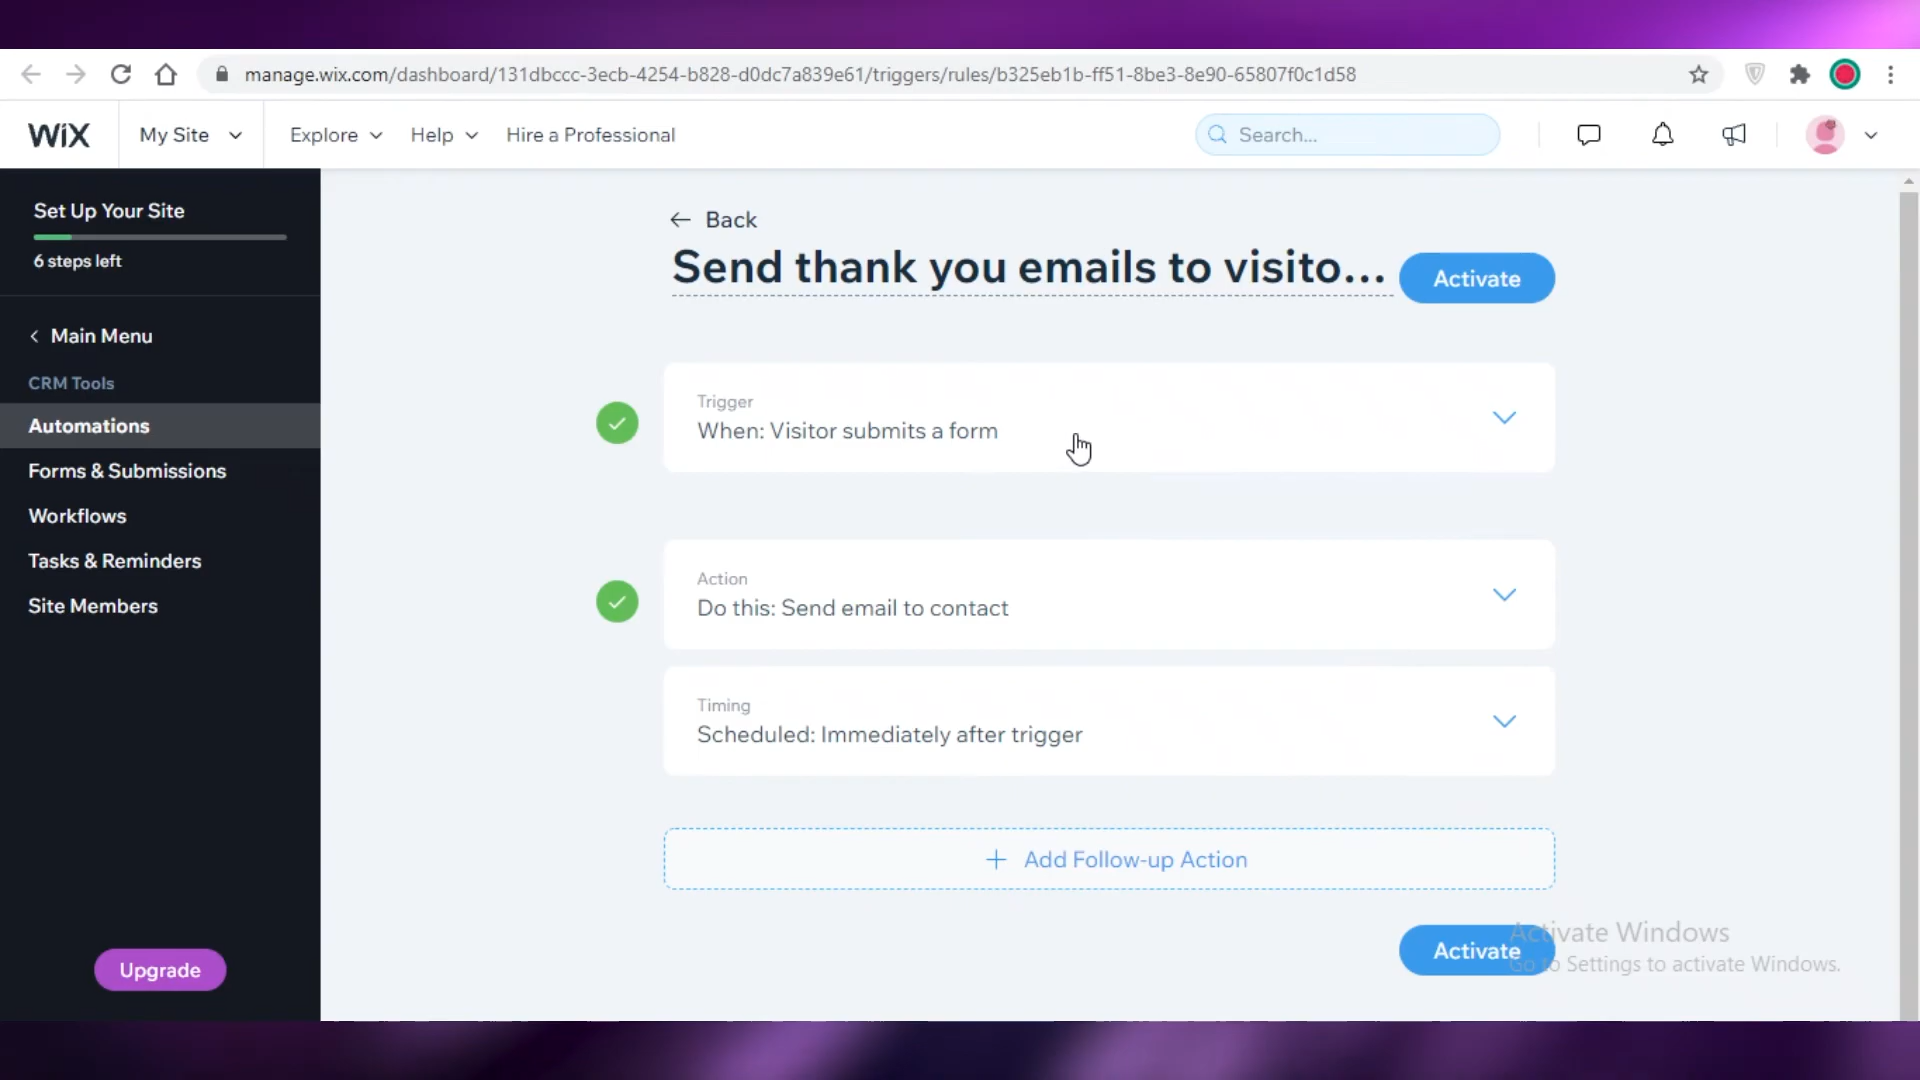 manage.wix.com/dashboard/131dbccc-3ecb-4254-b828-d0dc7a839e61/triggers/rules/b325eb1b-ff51-8be3-8e90-65807f0c1d58
WiX
My Site
Explore
Help
Hire a Professional
Search...
Set Up Your Site
6 steps left
Main Menu
CRM Tools
Automations
Forms & Submissions
Workflows
Tasks & Reminders
Site Members
Upgrade
Back
Send thank you emails to visito...
Activate
Trigger
When: Visitor submits a form
Action
Do this: Send email to contact
Timing
Scheduled: Immediately after trigger
Add Follow-up Action
Activate
Activate Windows
Go to Settings to activate Windows.